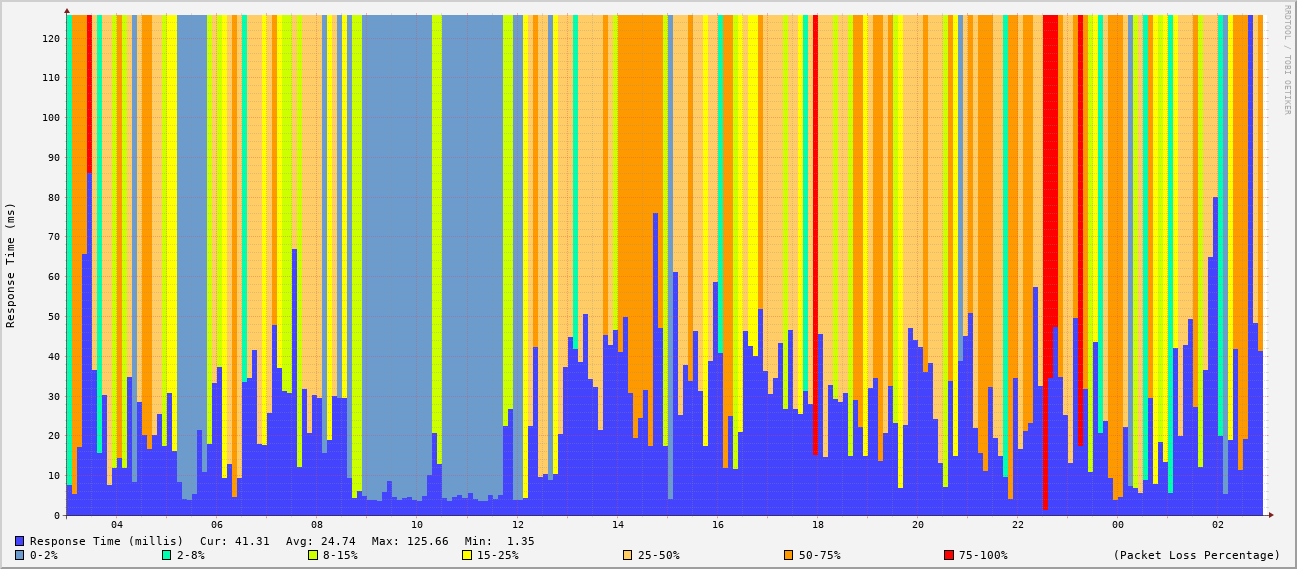 RRDTOOL / TOBI OETIKER
Response Time (ms)
120
110
100
90
80
70
60
50
40
30
20
10
0
04 06 08 10 12 14 16 18 20 22 00 02
Response Time (millis) Cur: 41.31 Avg: 24.74 Max: 125.66 Min: 1.35
0-2% 2-8% 8-15% 15-25% 25-50% 50-75% 75-100% (Packet Loss Percentage)